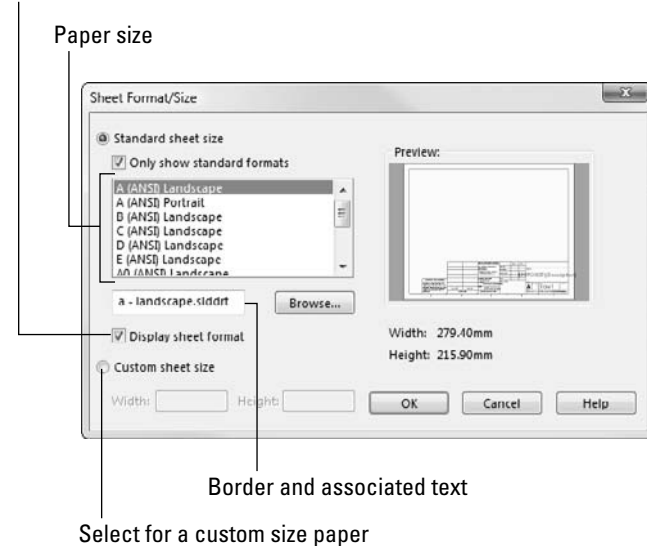 Paper size
Sheet Format/Size
Standard sheet size
Only show standard formats
A (ANSI) Landscape
A (ANSI) Portrait
B (ANSI) Landscape
C (ANSI) Landscape
D (ANSI) Landscape
E (ANSI) Landscape
A0 (ANSI) Landscape
a - landscape.slddrt
Browse...
Display sheet format
Custom sheet size
Width:
Height:
Preview:
Width: 279.40mm
Height: 215.90mm
OK
Cancel
Help
Border and associated text
Select for a custom size paper